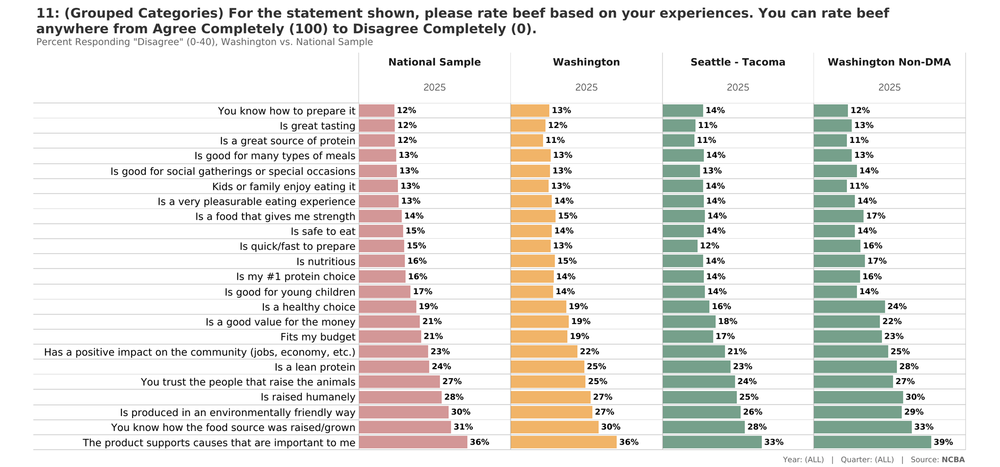 11: (Grouped Categories) For the statement shown, please rate beef based on your experiences. You can rate beef
anywhere from Agree Completely (100) to Disagree Completely (0).
Percent Responding "Disagree" (0-40), Washington vs. National Sample
National Sample Washington Seattle - Tacoma Washington Non-DMA
2025 2025 2025 2025
You know how to prepare it 12% 13% 14% 12%
Is great tasting 12% 12% 11% 13%
Is a great source of protein 12% 11% 11% 11%
Is good for many types of meals 13% 13% 14% 13%
Is good for social gatherings or special occasions 13% 13% 13% 14%
Kids or family enjoy eating it 13% 13% 14% 11%
Is a very pleasurable eating experience 13% 14% 14% 14%
Is a food that gives me strength 14% 15% 14% 17%
Is safe to eat 15% 14% 14% 14%
Is quick/fast to prepare 15% 13% 12% 16%
Is nutritious 16% 15% 14% 17%
Is my #1 protein choice 16% 14% 14% 16%
Is good for young children 17% 14% 14% 14%
Is a healthy choice 19% 19% 16% 24%
Is a good value for the money 21% 19% 18% 22%
Fits my budget 21% 19% 17% 23%
Has a positive impact on the community (jobs, economy, etc.) 23% 22% 21% 25%
Is a lean protein 24% 25% 23% 28%
You trust the people that raise the animals 27% 25% 24% 27%
Is raised humanely 28% 27% 25% 30%
Is produced in an environmentally friendly way 30% 27% 26% 29%
You know how the food source was raised/grown 31% 30% 28% 33%
The product supports causes that are important to me 36% 36% 33% 39%
Year: (ALL) | Quarter: (ALL) | Source: NCBA